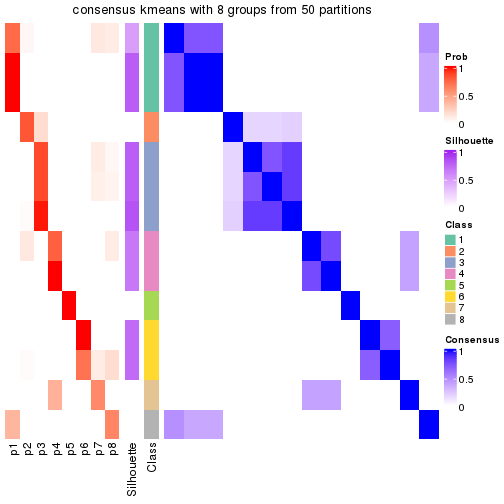 consensus kmeans with 8 groups from 50 partitions
Prob
1
0.5
0
Silhouette
1
0.5
0
Class
1
2
3
4
5
6
7
8
Consensus
1
0.5
0
p1
p2
p3
p4
p5
p6
p7
p8
Silhouette
Class